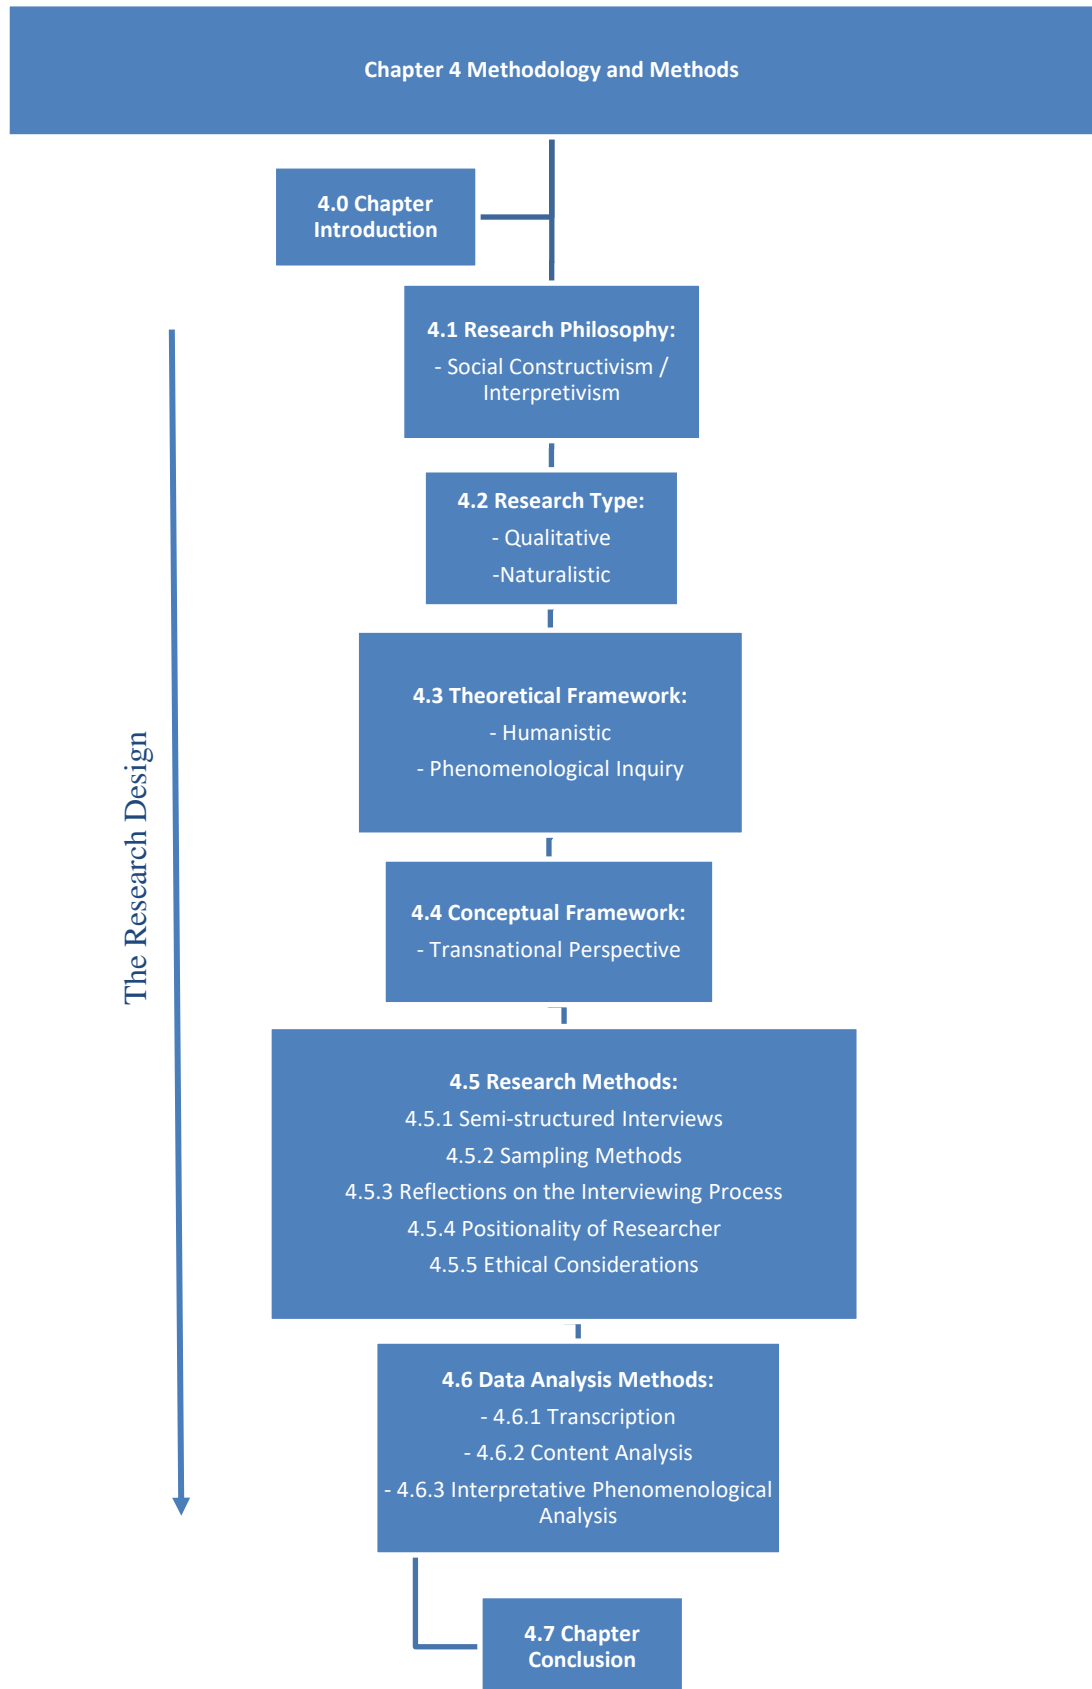 Chapter 4 Methodology and Methods
4.0 Chapter
Introduction
4.1 Research Philosophy:
- Social Constructivism /
Interpretivism
4.2 Research Type:
- Qualitative
-Naturalistic
4.3 Theoretical Framework:
- Humanistic
- Phenomenological Inquiry
The Research Design
4.4 Conceptual Framework:
- Transnational Perspective
4.5 Research Methods:
4.5.1 Semi-structured Interviews
4.5.2 Sampling Methods
4.5.3 Reflections on the Interviewing Process
4.5.4 Positionality of Researcher
4.5.5 Ethical Considerations
4.6 Data Analysis Methods:
- 4.6.1 Transcription
- 4.6.2 Content Analysis
- 4.6.3 Interpretative Phenomenological
Analysis
4.7 Chapter
Conclusion